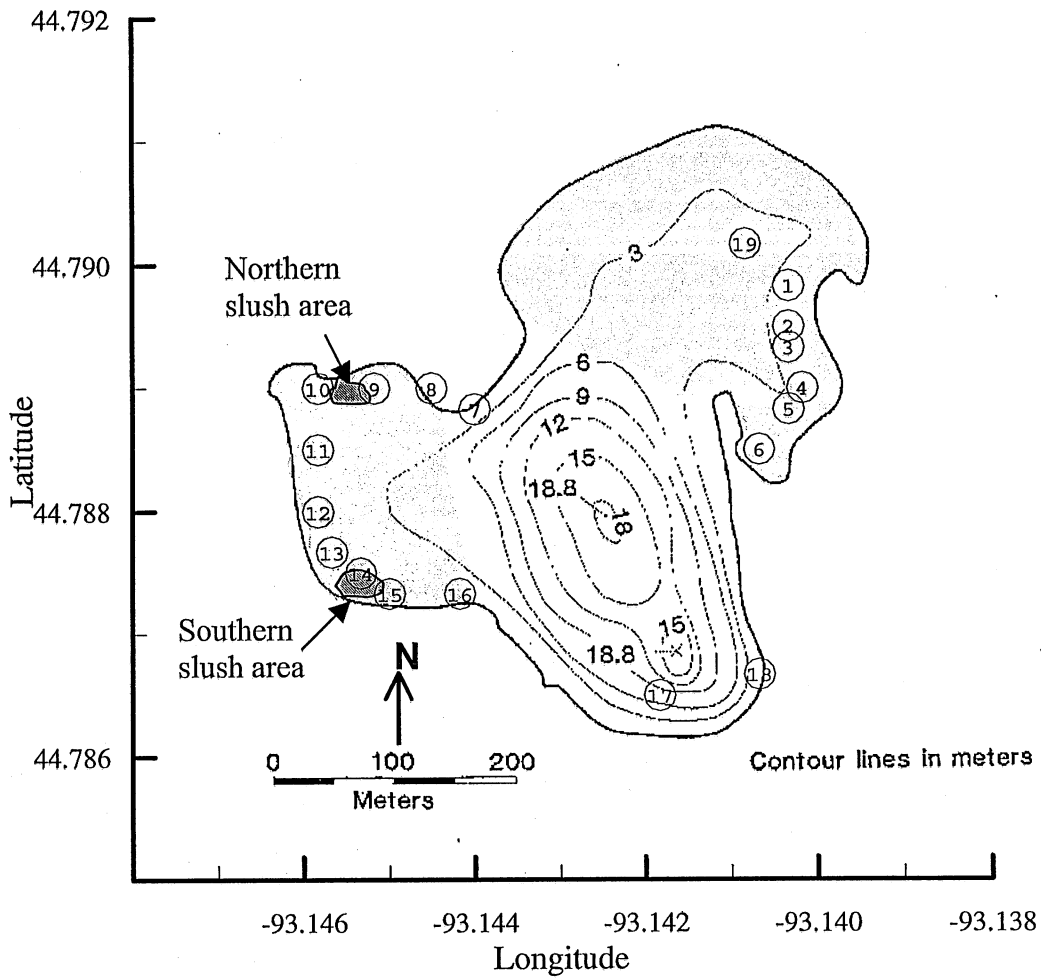 44.792
44.790
44.788
44.786
Latitude
Northern
slush area
3
19
1
2
3
4
5
6
6
9
12
15
18.8
18
10
9
8
7
11
12
13
14
15
16
Southern
slush area
N
15
18.8
17
18
0 100 200
Meters
Contour lines in meters
-93.146 -93.144 -93.142 -93.140 -93.138
Longitude